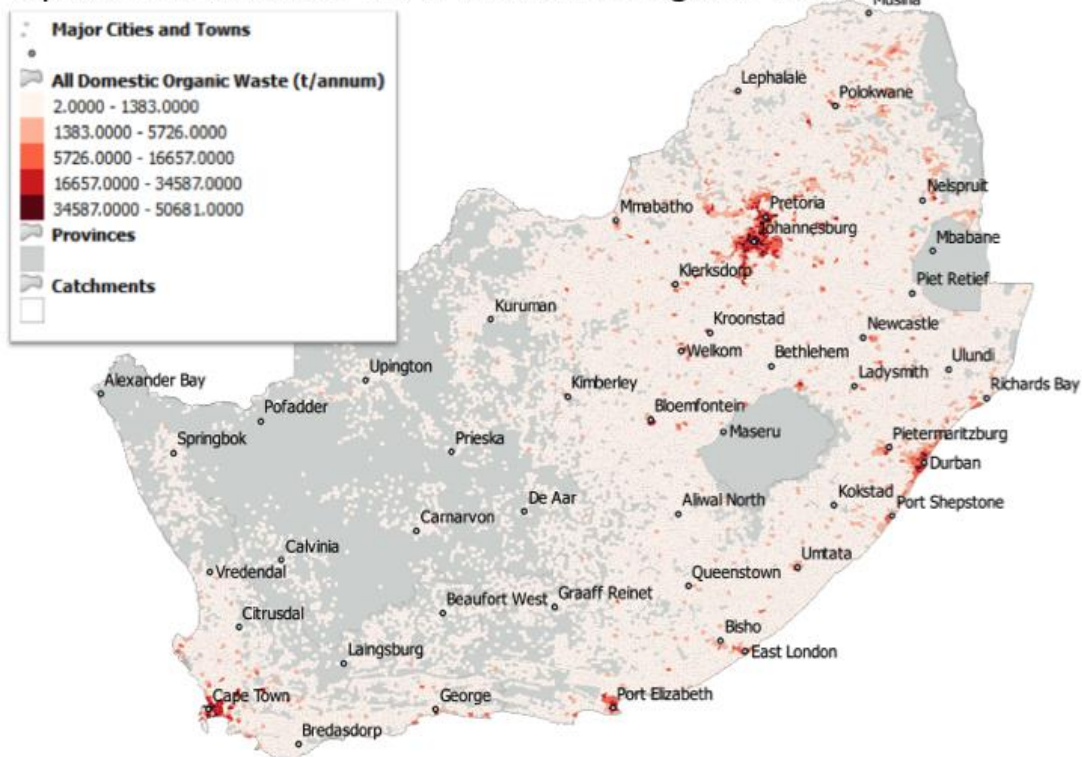 Major Cities and Towns
All Domestic Organic Waste (t/annum)
2.0000 - 1383.0000
1383.0000 - 5726.0000
5726.0000 - 16657.0000
16657.0000 - 34587.0000
34587.0000 - 50681.0000
Provinces
Catchments
Musina
Lephalale
Polokwane
Nelspruit
Pretoria
Mmabatho
Johannesburg
Mbabane
Klerksdorp
Piet Retief
Kuruman
Kroonstad
Newcastle
Welkom
Bethlehem
Ulundi
Upington
Ladysmith
Alexander Bay
Kimberley
Richards Bay
Pofadder
Bloemfontein
Springbok
Prieska
Maseru
Pietermaritzburg
Durban
De Aar
Aliwal North
Kokstad
Port Shepstone
Carnarvon
Calvinia
Umtata
Vredendal
Queenstown
Beaufort West
Graaff Reinet
Citrusdal
Bisho
Laingsburg
East London
Cape Town
George
Port Elizabeth
Bredasdorp